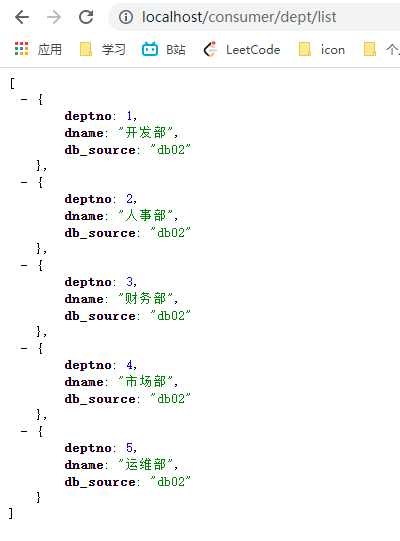 localhost/consumer/dept/list
应用 学习 B站 LeetCode icon
[
- {
deptno: 1,
dname: "开发部",
db_source: "db02"
},
- {
deptno: 2,
dname: "人事部",
db_source: "db02"
},
- {
deptno: 3,
dname: "财务部",
db_source: "db02"
},
- {
deptno: 4,
dname: "市场部",
db_source: "db02"
},
- {
deptno: 5,
dname: "运维部",
db_source: "db02"
}
]